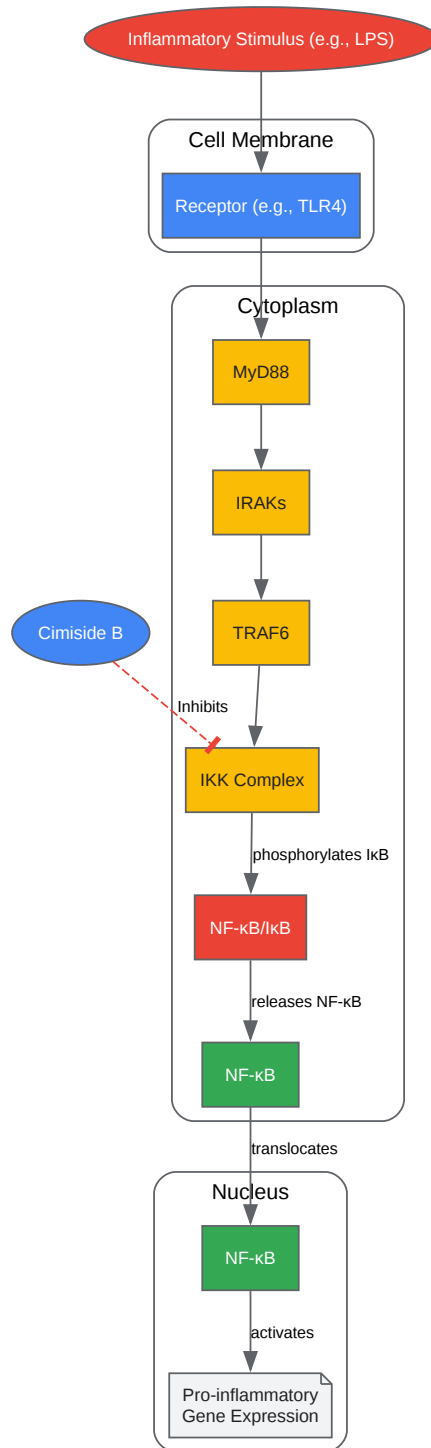 Inflammatory Stimulus (e.g., LPS)
Cell Membrane
Receptor (e.g., TLR4)
Cytoplasm
MyD88
IRAKs
TRAF6
Cimiside B
Inhibits
IKK Complex
phosphorylates IκB
NF-κB/IκB
releases NF-κB
NF-κB
translocates
Nucleus
NF-κB
activates
Pro-inflammatory
Gene Expression